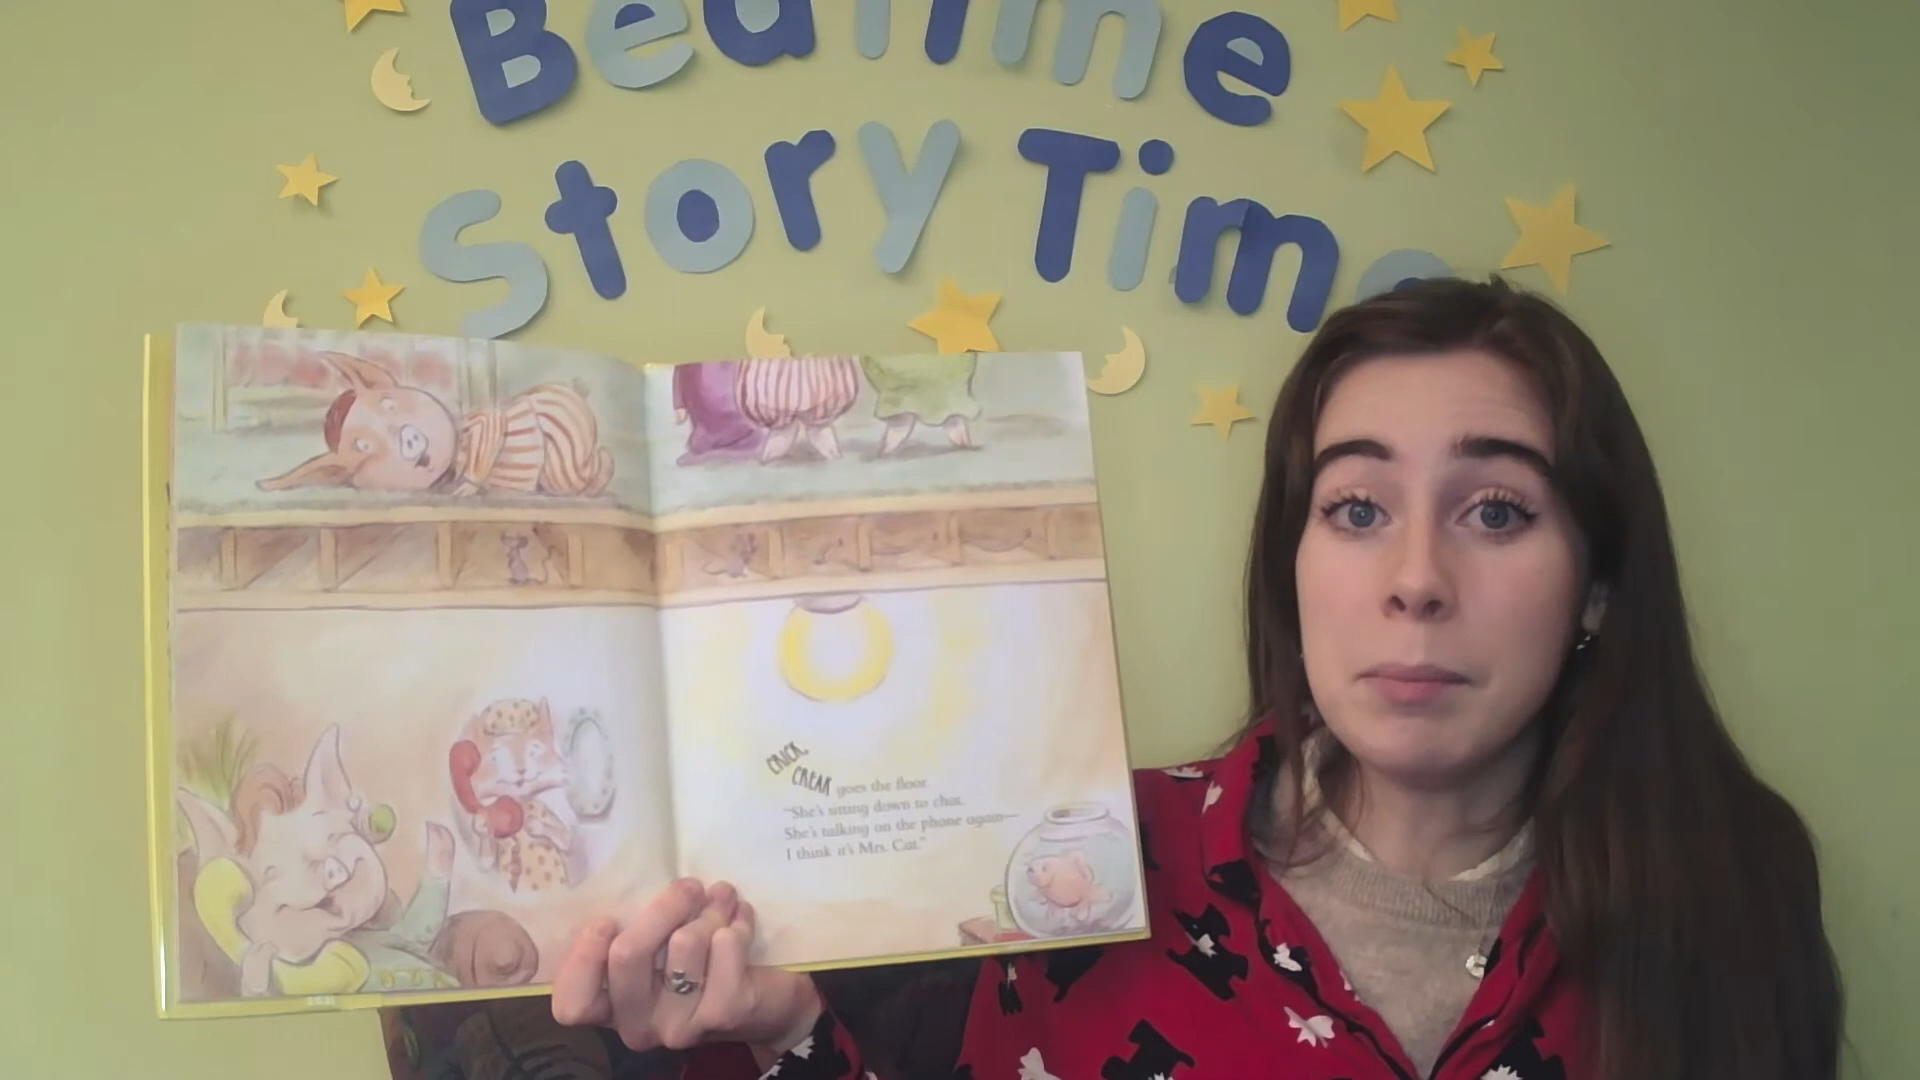 Bedtime
Story Time
CRICK,
CREAK goes the floor.
"She's sitting down to chat.
She's talking on the phone again—
I think it's Mrs. Cat."